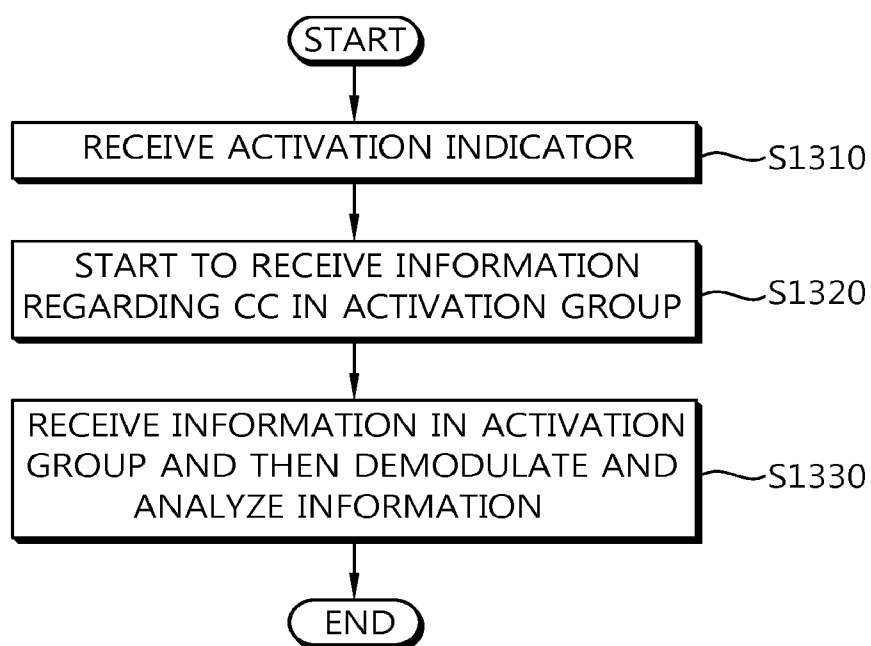 START
RECEIVE ACTIVATION INDICATOR
S1310
START TO RECEIVE INFORMATION
REGARDING CC IN ACTIVATION GROUP
S1320
RECEIVE INFORMATION IN ACTIVATION
GROUP AND THEN DEMODULATE AND
ANALYZE INFORMATION
S1330
END